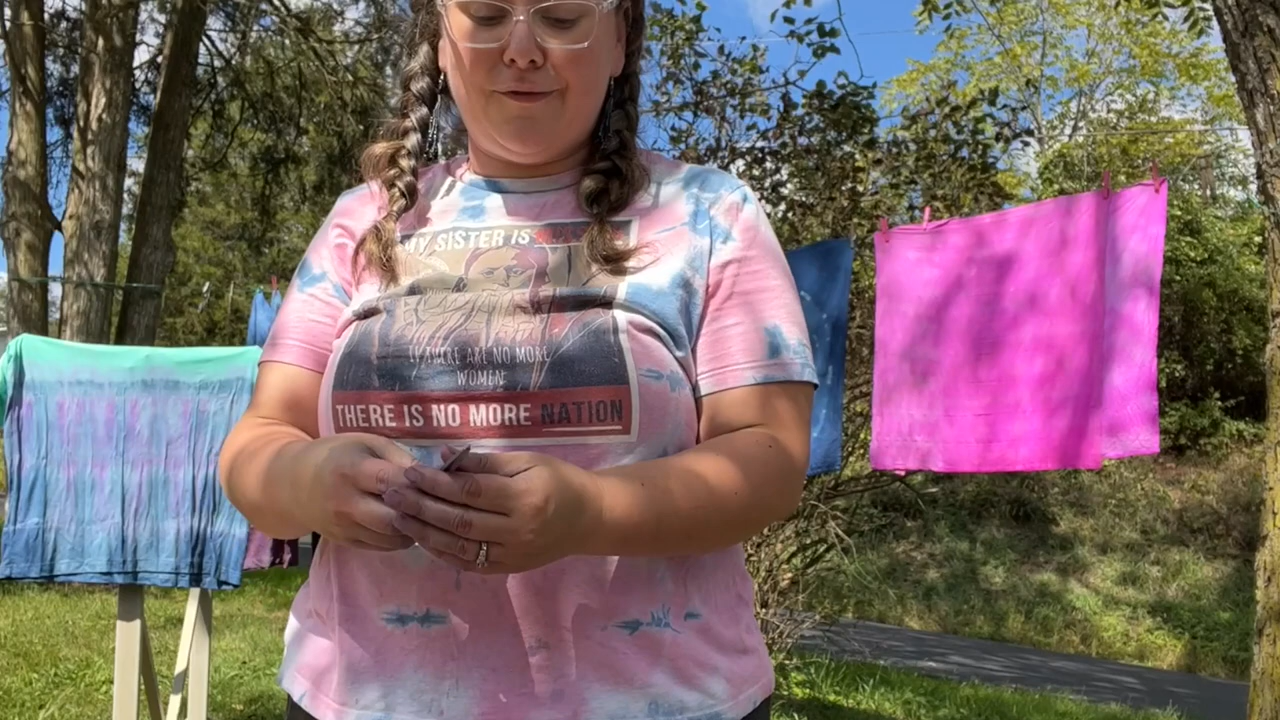 MY SISTER IS
IF THERE ARE NO MORE
WOMEN
THERE IS NO MORE NATION